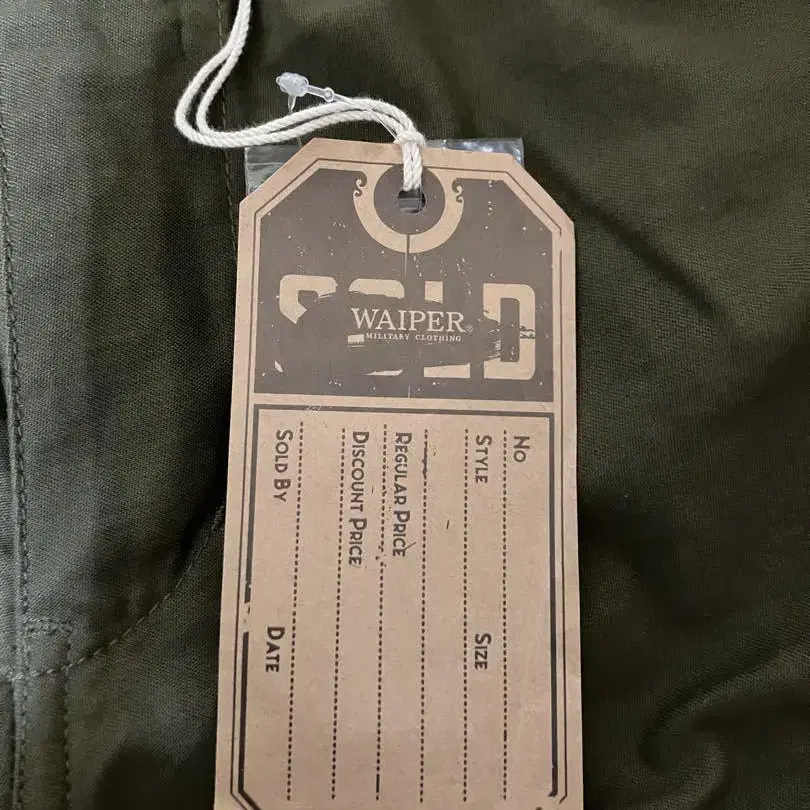 SOLD
WAIPER®
MILITARY CLOTHING
NO
STYLE SIZE
REGULAR PRICE
DISCOUNT PRICE
SOLD BY DATE